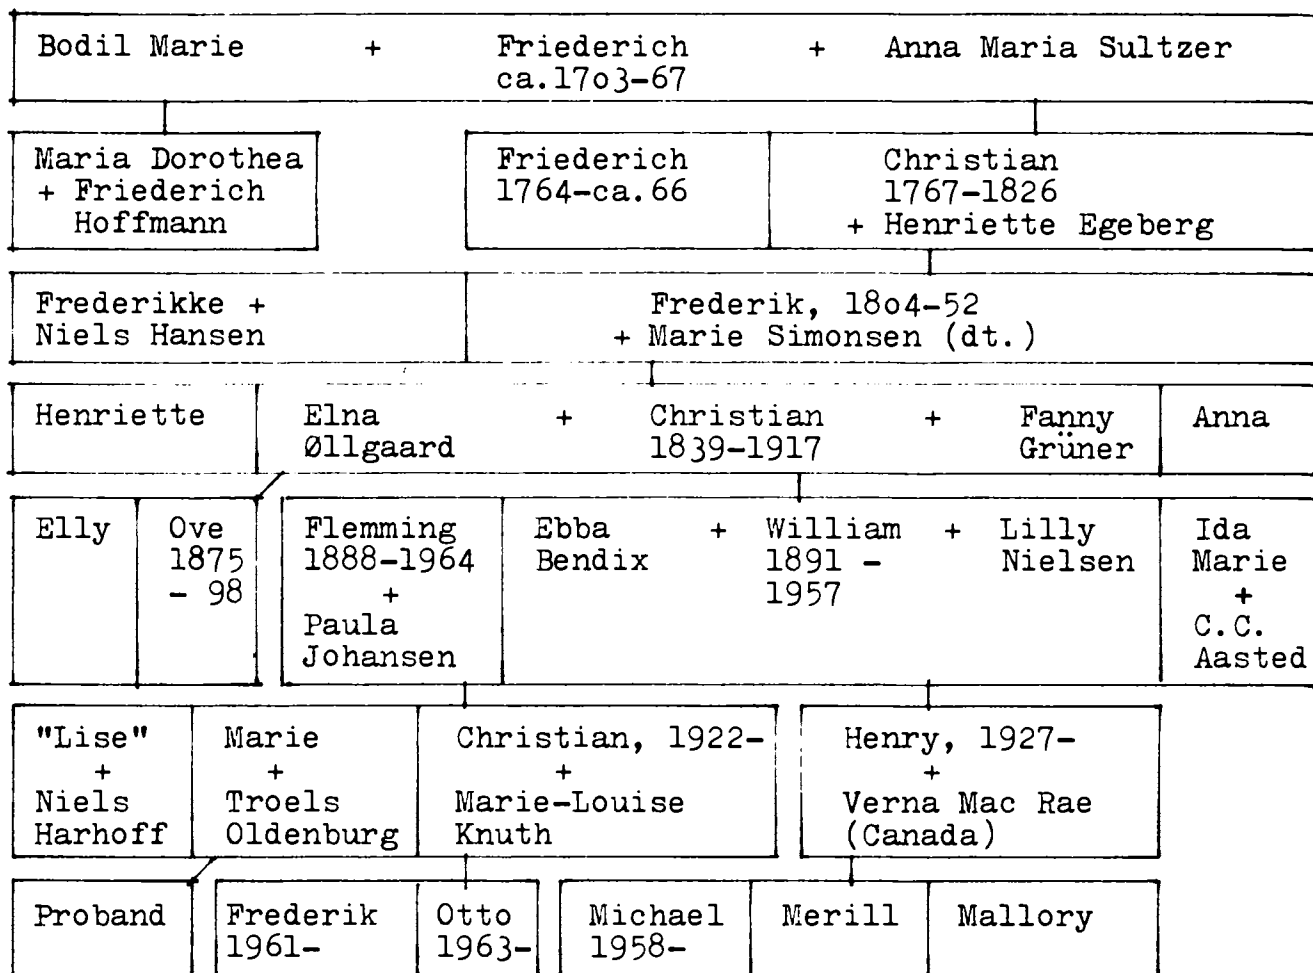 Bodil Marie + Friederich + Anna Maria Sultzer
ca.17o3-67
Maria Dorothea
+ Friederich
Hoffmann
Friederich
1764-ca.66
Christian
1767-1826
+ Henriette Egeberg
Frederikke +
Niels Hansen
Frederik, 18o4-52
+ Marie Simonsen (dt.)
Henriette
Elna + Christian + Fanny
Øllgaard 1839-1917 Grüner
Anna
Elly
Ove
1875
- 98
Flemming
1888-1964
+
Paula
Johansen
Ebba + William + Lilly
Bendix 1891 - Nielsen
1957
Ida
Marie
+
C.C.
Aasted
"Lise"
+
Niels
Harhoff
Marie
+
Troels
Oldenburg
Christian, 1922-
+
Marie-Louise
Knuth
Henry, 1927-
+
Verna Mac Rae
(Canada)
Proband
Frederik
1961-
Otto
1963-
Michael
1958-
Merill
Mallory